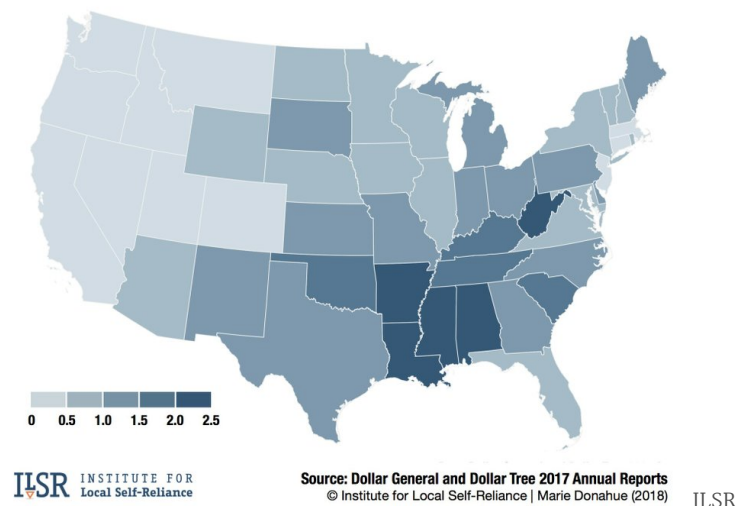 0 0.5 1.0 1.5 2.0 2.5
ILSR INSTITUTE FOR
Local Self-Reliance
Source: Dollar General and Dollar Tree 2017 Annual Reports
© Institute for Local Self-Reliance | Marie Donahue (2018)
ILSR